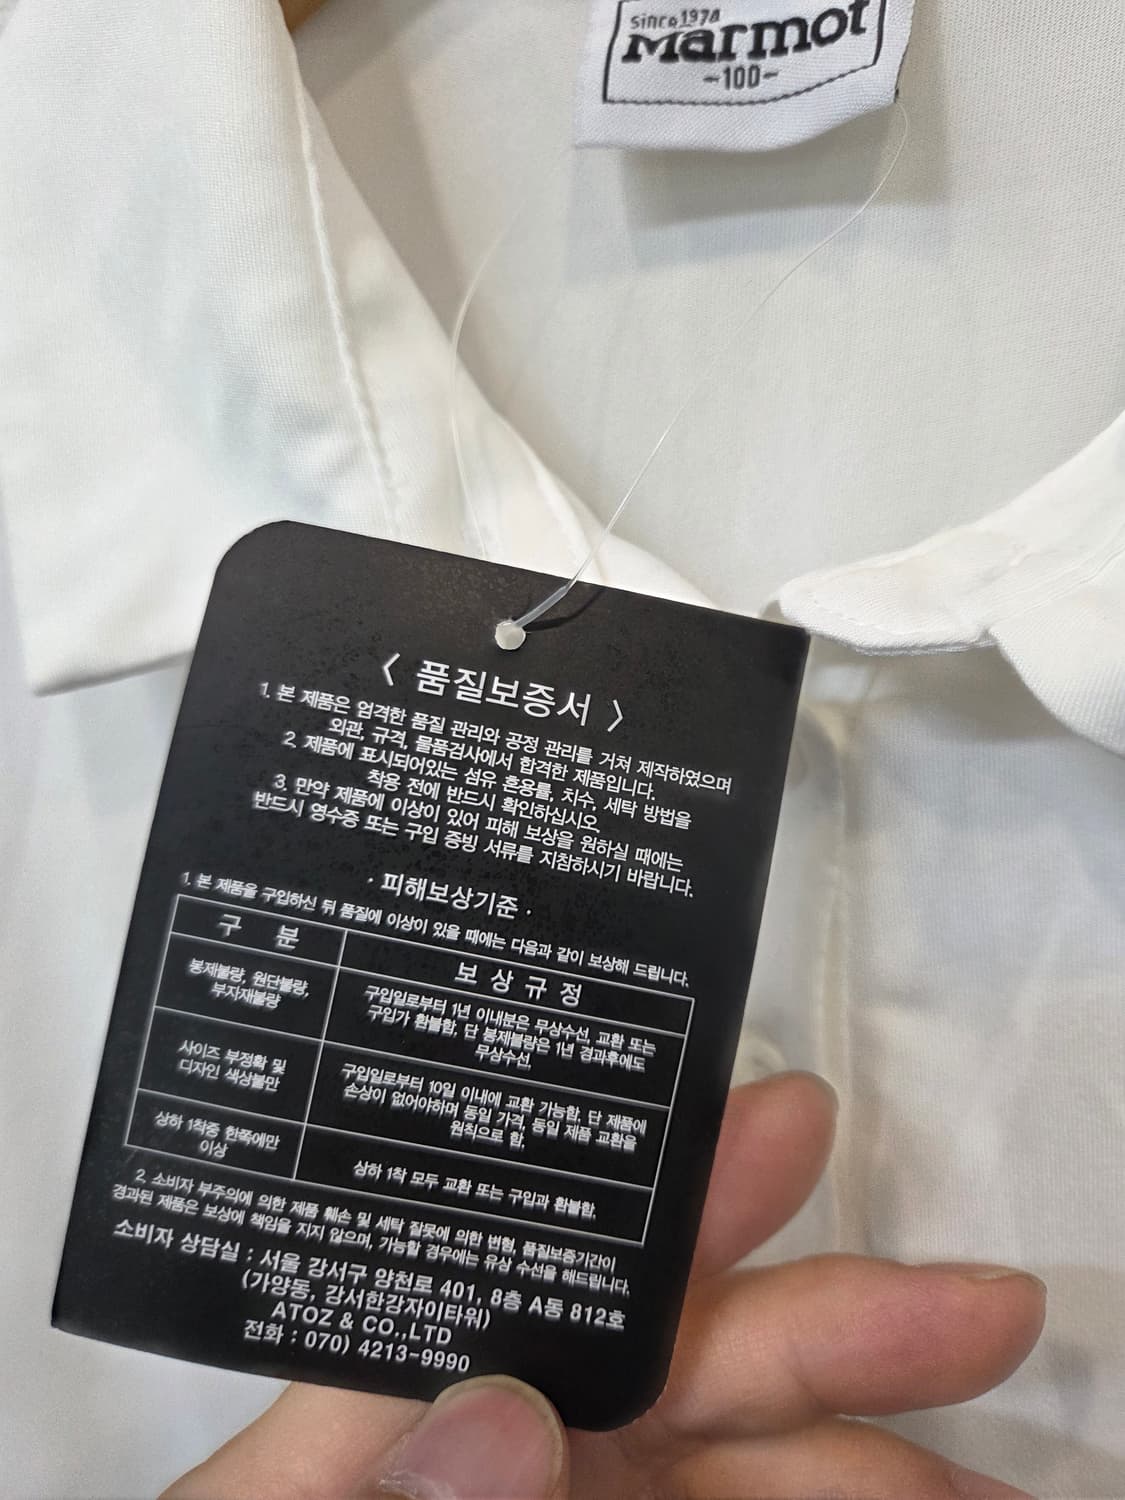 since 1974
Marmot
-100-
< 품질보증서 >
1. 본 제품은 엄격한 품질 관리와 공정 관리를 거쳐 제작하였으며
외관, 규격, 물품검사에서 합격한 제품입니다.
2. 제품에 표시되어있는 섬유 혼용률, 치수, 세탁 방법을
착용 전에 반드시 확인하십시오.
3. 만약 제품에 이상이 있어 피해 보상을 원하실 때에는
반드시 영수증 또는 구입 증빙 서류를 지참하시기 바랍니다.
· 피해보상기준 ·
1. 본 제품을 구입하신 뒤 품질에 이상이 있을 때에는 다음과 같이 보상해 드립니다.
구 분
보 상 규 정
봉제불량, 원단불량,
부자재불량
구입일로부터 1년 이내분은 무상수선, 교환 또는
구입가 환불함. 단 봉제불량은 1년 경과후에도
무상수선.
사이즈 부정확 및
디자인 색상불만
구입일로부터 10일 이내에 교환 가능함. 단 제품에
손상이 없어야하며 동일 가격, 동일 제품 교환을
원칙으로 함.
상하 1착중 한쪽에만
이상
상하 1착 모두 교환 또는 구입과 환불함.
2. 소비자 부주의에 의한 제품 훼손 및 세탁 잘못에 의한 변형, 품질보증기간이
경과된 제품은 보상에 책임을 지지 않으며, 가능할 경우에는 유상 수선을 해드립니다.
소비자 상담실 : 서울 강서구 양천로 401, 8층 A동 812호
(가양동, 강서한강자이타워)
ATOZ & CO.,LTD
전화 : 070) 4213-9990